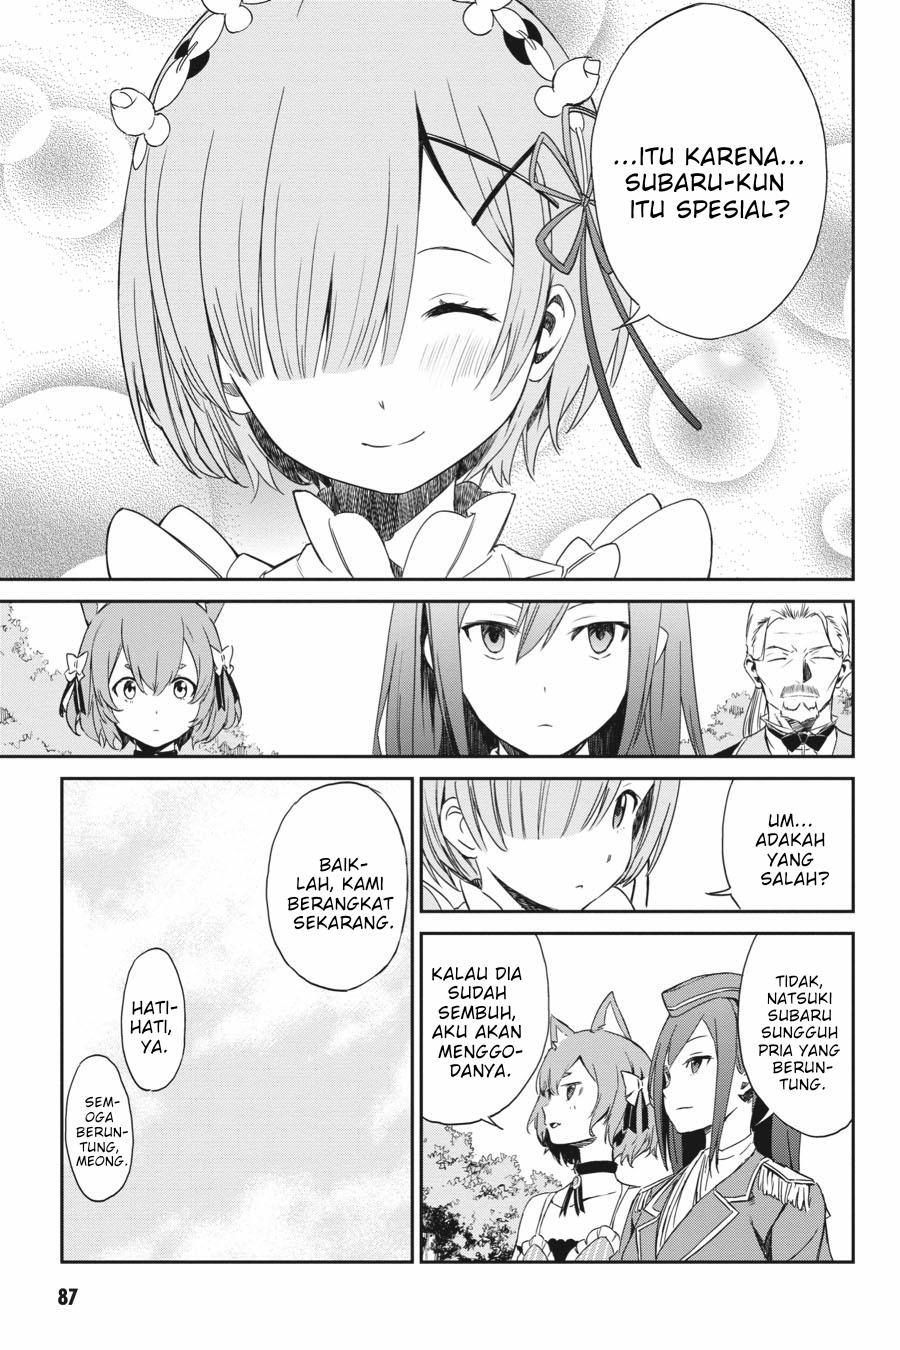 ...ITU KARENA...
SUBARU-KUN
ITU SPESIAL?
UM...
ADAKAH
YANG
SALAH?
TIDAK,
NATSUKI
SUBARU
SUNGGUH
PRIA YANG
BERUN-
TUNG.
KALAU DIA
SUDAH
SEMBUH,
AKU AKAN
MENGGO-
DANYA.
BAIK-
LAH, KAMI
BERANGKAT
SEKARANG.
HATI-
HATI,
YA.
SEM-
OGA
BERUN-
TUNG,
MEONG.
87